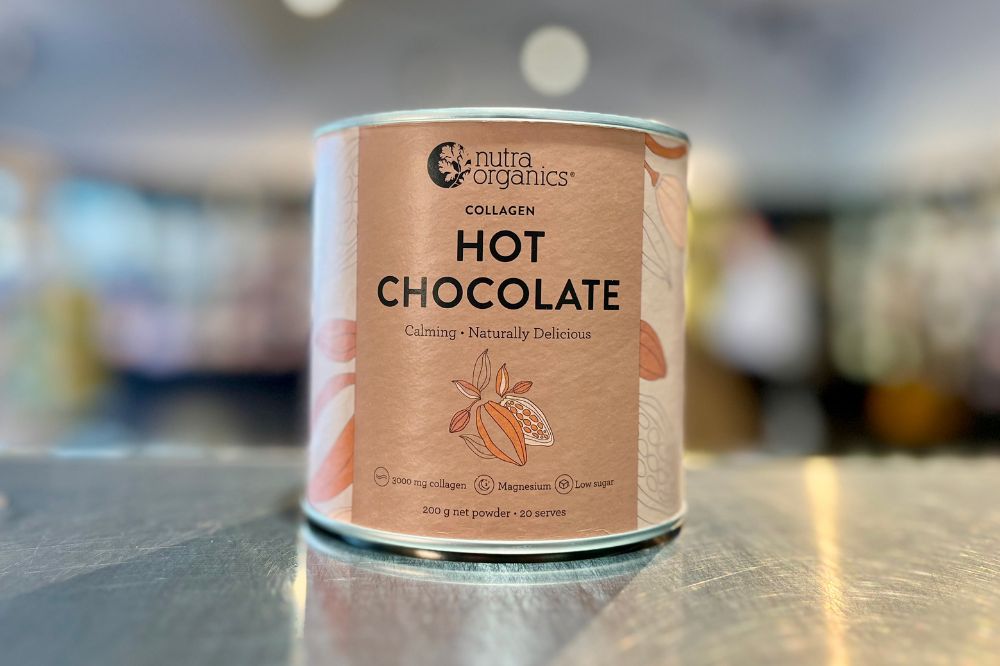 nutra
organics®
COLLAGEN
HOT
CHOCOLATE
Calming • Naturally Delicious
3000 mg collagen Magnesium Low sugar
200 g net powder • 20 serves